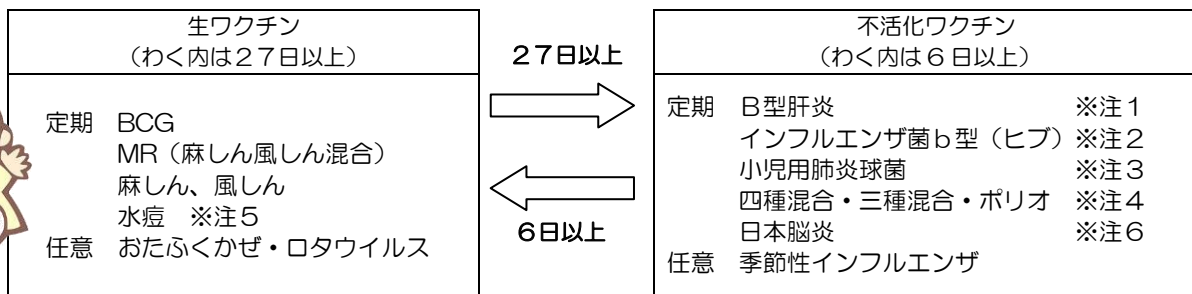 生ワクチン
（わく内は２７日以上）
定期　BCG
MR（麻しん風しん混合）
麻しん、風しん
水痘　※注５
任意　おたふくかぜ・ロタウイルス
２７日以上
６日以上
不活化ワクチン
（わく内は６日以上）
定期　B型肝炎　※注１
インフルエンザ菌ｂ型（ヒブ）※注２
小児用肺炎球菌　※注３
四種混合・三種混合・ポリオ　※注４
日本脳炎　※注６
任意　季節性インフルエンザ